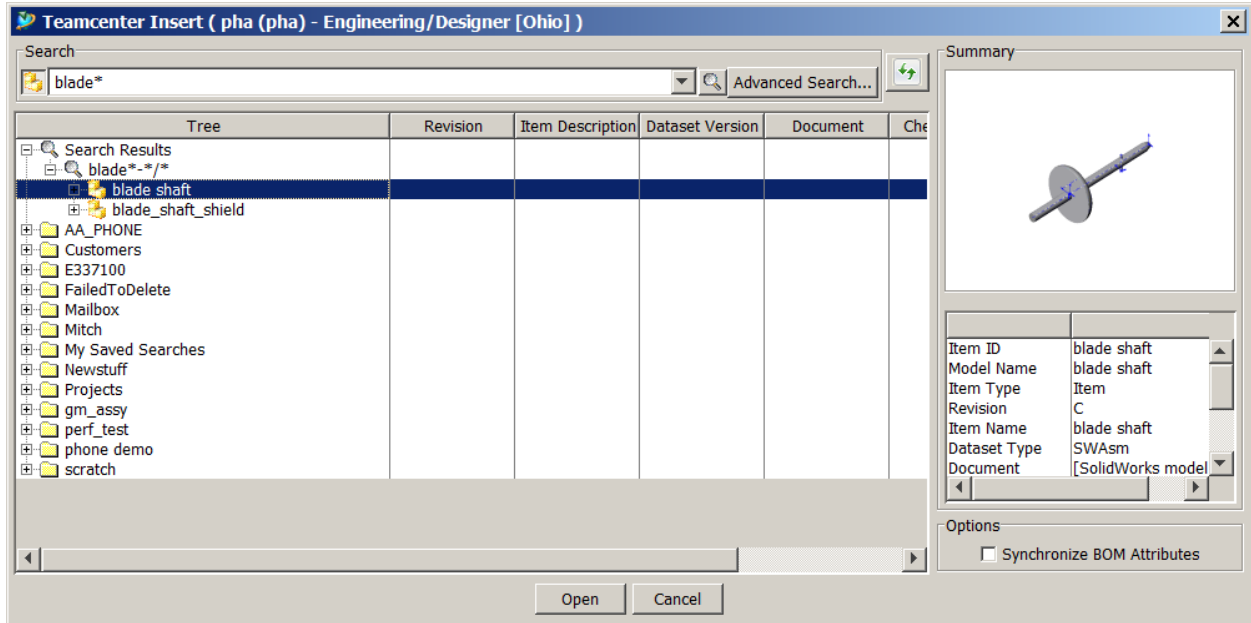 Teamcenter Insert ( pha (pha) - Engineering/Designer [Ohio] )
Search
blade*
Advanced Search...
Tree Revision Item Description Dataset Version Document Che
Search Results
blade*-*/*
blade shaft
blade_shaft_shield
AA_PHONE
Customers
E337100
FailedToDelete
Mailbox
Mitch
My Saved Searches
Newstuff
Projects
gm_assy
perf_test
phone demo
scratch
Summary
Item ID blade shaft
Model Name blade shaft
Item Type Item
Revision C
Item Name blade shaft
Dataset Type SWAsm
Document [SolidWorks model
Options
Synchronize BOM Attributes
Open Cancel